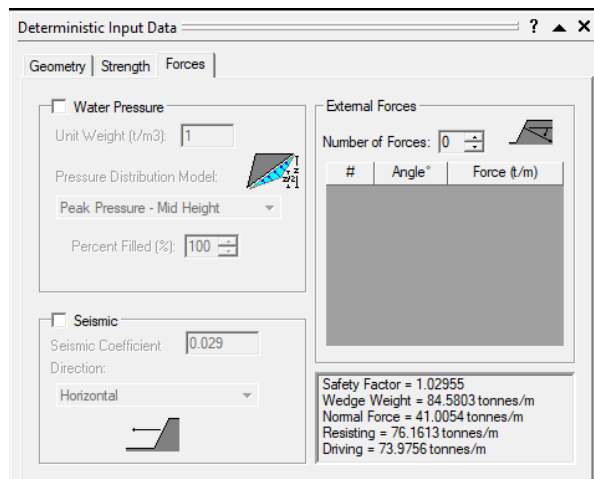 Deterministic Input Data ? ▲ X
Geometry Strength Forces
Water Pressure
Unit Weight (t/m3): 1
Pressure Distribution Model:
Peak Pressure - Mid Height
Percent Filled (%): 100
Seismic
Seismic Coefficient 0.029
Direction:
Horizontal
External Forces
Number of Forces: 0
# Angle° Force (t/m)
Safety Factor = 1.02955
Wedge Weight = 84.5803 tonnes/m
Normal Force = 41.0054 tonnes/m
Resisting = 76.1613 tonnes/m
Driving = 73.9756 tonnes/m